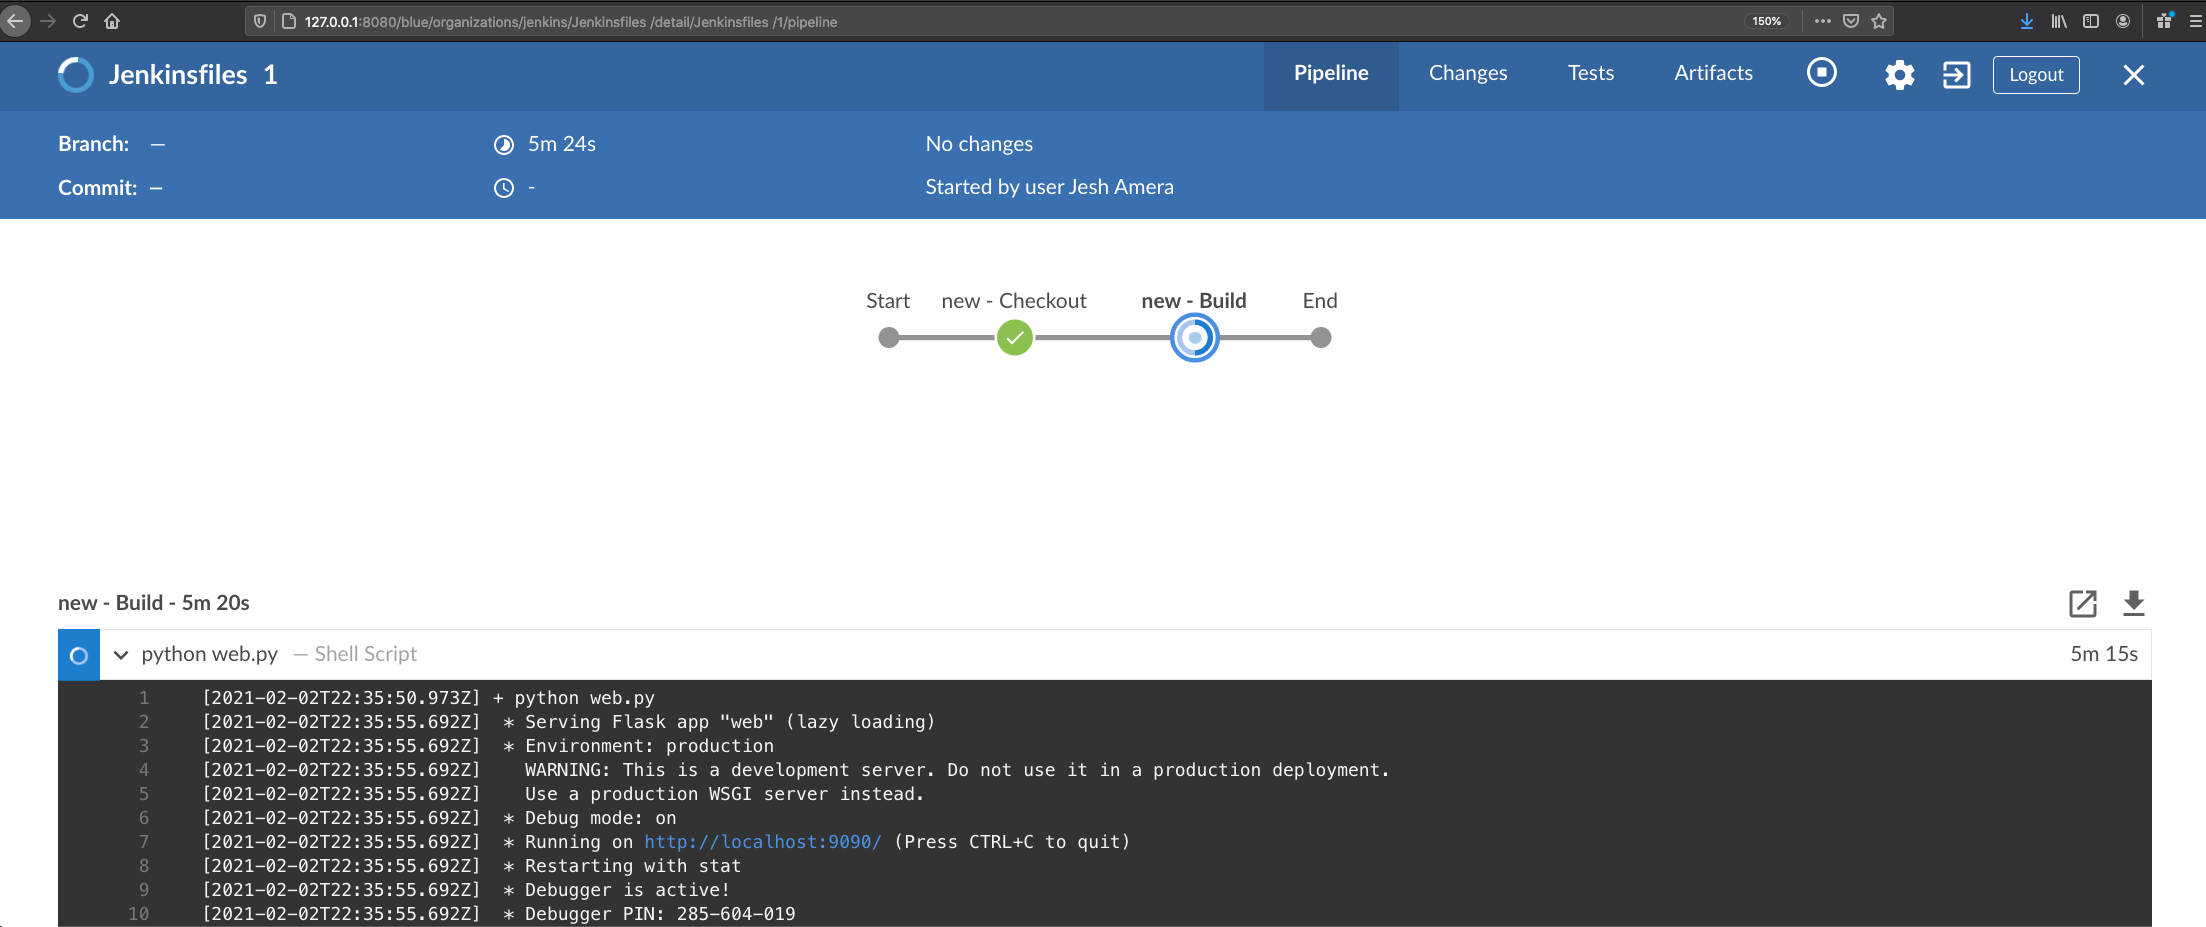 127.0.0.1:8080/blue/organizations/jenkins/Jenkinsfiles /detail/Jenkinsfiles /1/pipeline
150%
Jenkinsfiles 1
Pipeline
Changes
Tests
Artifacts
Logout
Branch: —
5m 24s
No changes
Commit: —
-
Started by user Jesh Amera
Start
new - Checkout
new - Build
End
new - Build - 5m 20s
python web.py — Shell Script
5m 15s
1 [2021-02-02T22:35:50.973Z] + python web.py
2 [2021-02-02T22:35:55.692Z] * Serving Flask app "web" (lazy loading)
3 [2021-02-02T22:35:55.692Z] * Environment: production
4 [2021-02-02T22:35:55.692Z] WARNING: This is a development server. Do not use it in a production deployment.
5 [2021-02-02T22:35:55.692Z] Use a production WSGI server instead.
6 [2021-02-02T22:35:55.692Z] * Debug mode: on
7 [2021-02-02T22:35:55.692Z] * Running on http://localhost:9090/ (Press CTRL+C to quit)
8 [2021-02-02T22:35:55.692Z] * Restarting with stat
9 [2021-02-02T22:35:55.692Z] * Debugger is active!
10 [2021-02-02T22:35:55.692Z] * Debugger PIN: 285-604-019